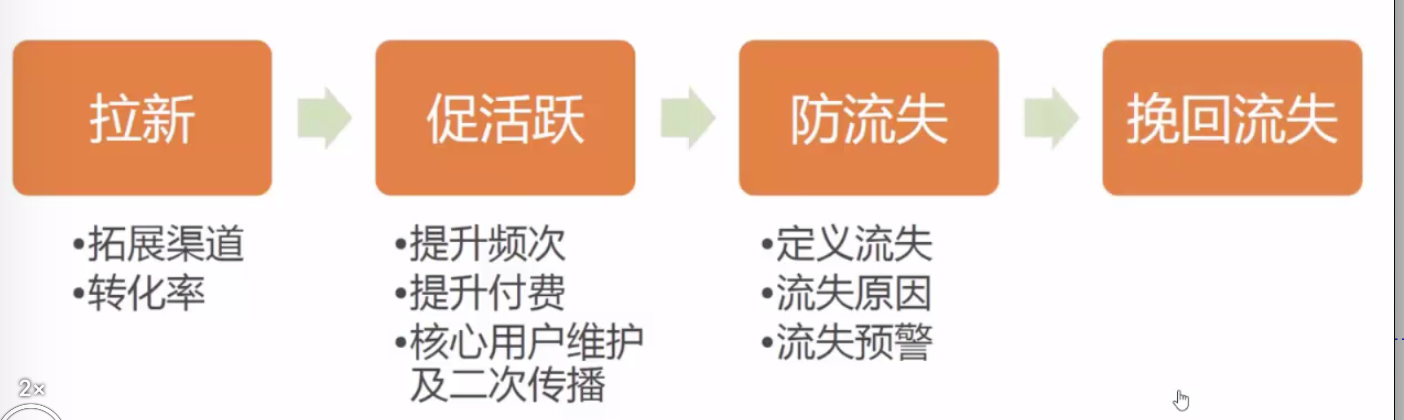 拉新
促活跃
防流失
挽回流失
•拓展渠道
•转化率
•提升频次
•提升付费
•核心用户维护
及二次传播
•定义流失
•流失原因
•流失预警
2×